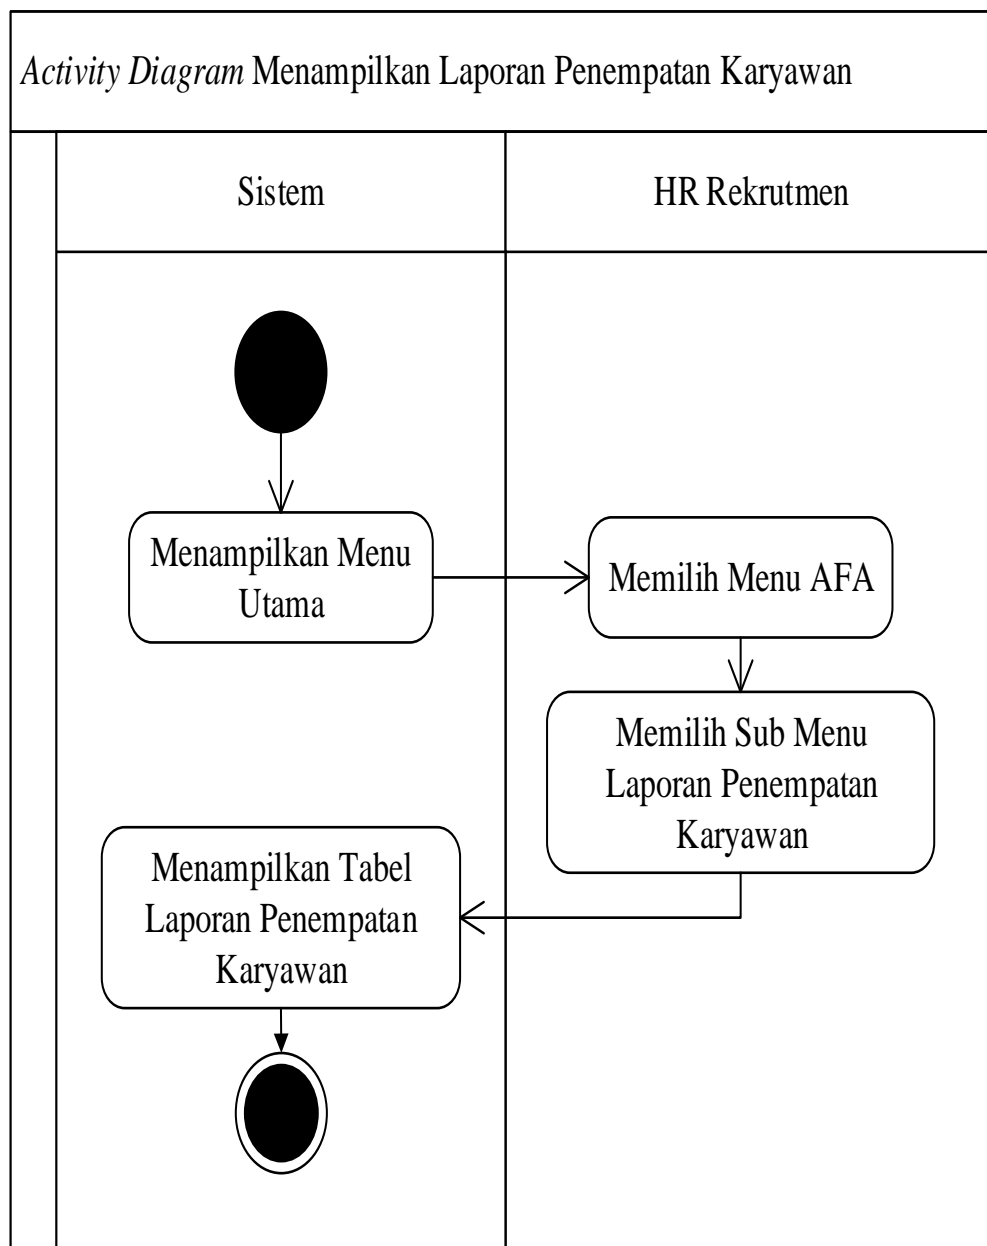 Activity Diagram Menampilkan Laporan Penempatan Karyawan
Sistem
HR Rekrutmen
Menampilkan Menu
Utama
Memilih Menu AFA
Memilih Sub Menu
Laporan Penempatan
Karyawan
Menampilkan Tabel
Laporan Penempatan
Karyawan